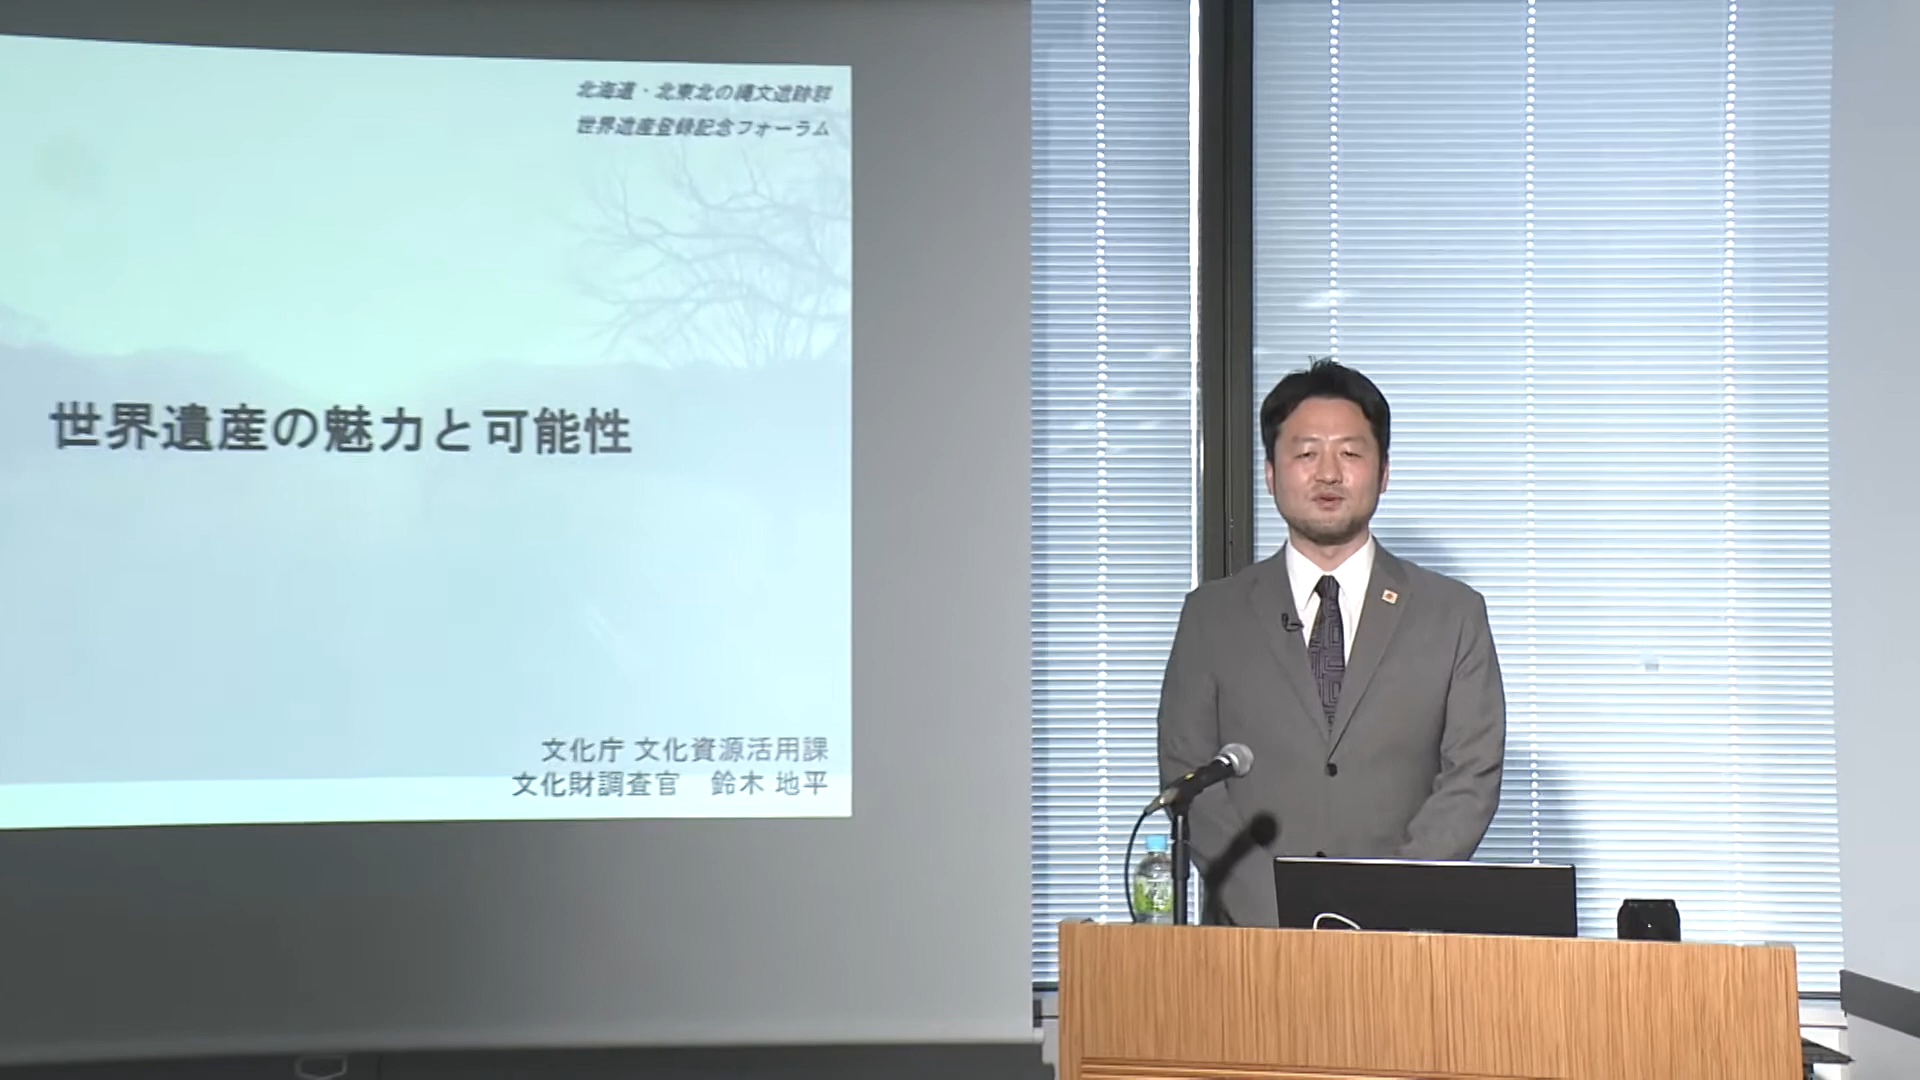 北海道・北東北の縄文遺跡群
世界遺産登録記念フォーラム
世界遺産の魅力と可能性
文化庁 文化資源活用課
文化財調査官 鈴木 地平